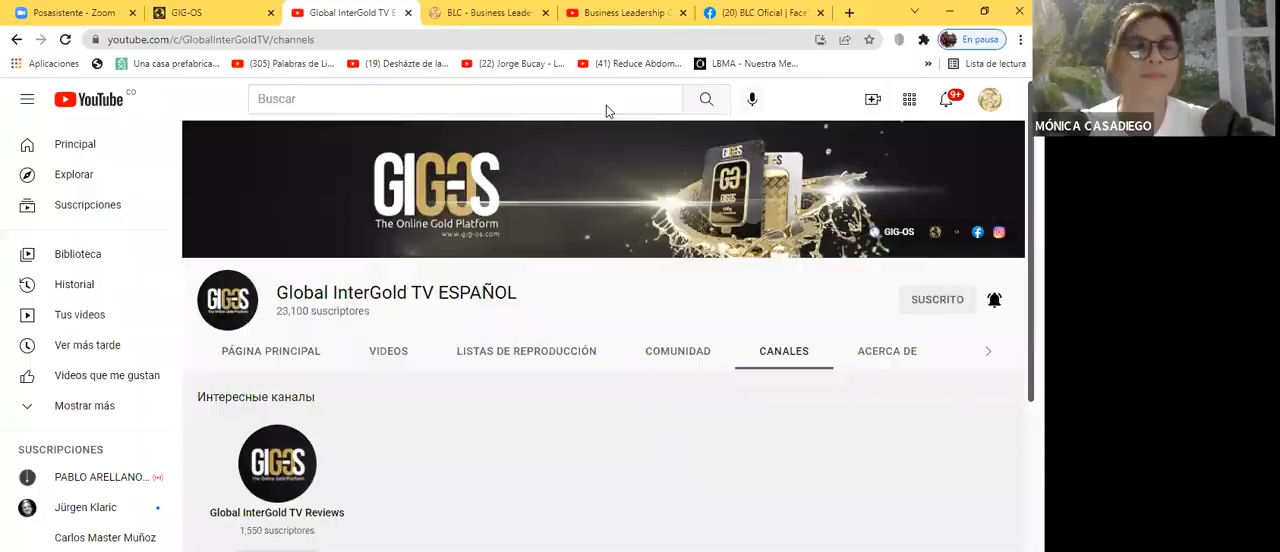 Posasistente - Zoom
GIG-OS
Global InterGold TV E
BLC - Business Leade
Business Leadership C
(20) BLC Oficial | Face
youtube.com/c/GlobalInterGoldTV/channels
En pausa
Aplicaciones
Una casa prefabrica...
(305) Palabras de Li...
(19) Desházte de la...
(22) Jorge Bucay - L...
(41) Reduce Abdom...
LBMA - Nuestra Me...
»
Lista de lectura
YouTube CO
Buscar
9+
MÓNICA CASADIEGO
Principal
Explorar
Suscripciones
Biblioteca
Historial
Tus videos
Ver más tarde
Videos que me gustan
Mostrar más
SUSCRIPCIONES
PABLO ARELLANO...
Jürgen Klaric
Carlos Master Muñoz
GIGOS
The Online Gold Platform
www.gig-os.com
GIG-OS
GIGOS
Global InterGold TV ESPAÑOL
23,100 suscriptores
SUSCRITO
PÁGINA PRINCIPAL
VIDEOS
LISTAS DE REPRODUCCIÓN
COMUNIDAD
CANALES
ACERCA DE
Интересные каналы
GIGOS
The Online Gold Platform
Global InterGold TV Reviews
1,550 suscriptores